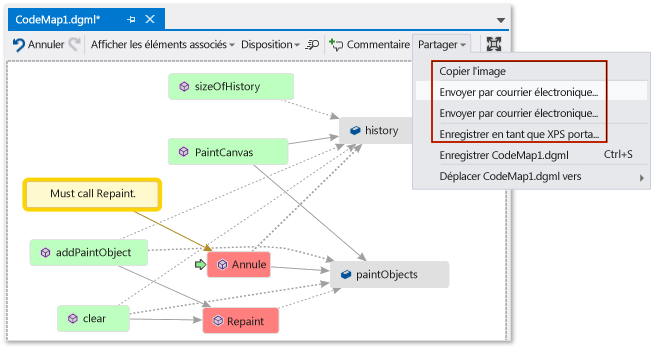 CodeMap1.dgml*
Annuler
Afficher les éléments associés
Disposition
Commentaire
Partager
Copier l'image
Envoyer par courrier électronique...
Envoyer par courrier électronique...
Enregistrer en tant que XPS porta...
Enregistrer CodeMap1.dgml Ctrl+S
Déplacer CodeMap1.dgml vers
sizeOfHistory
history
PaintCanvas
Must call Repaint.
addPaintObject
Annule
paintObjects
clear
Repaint